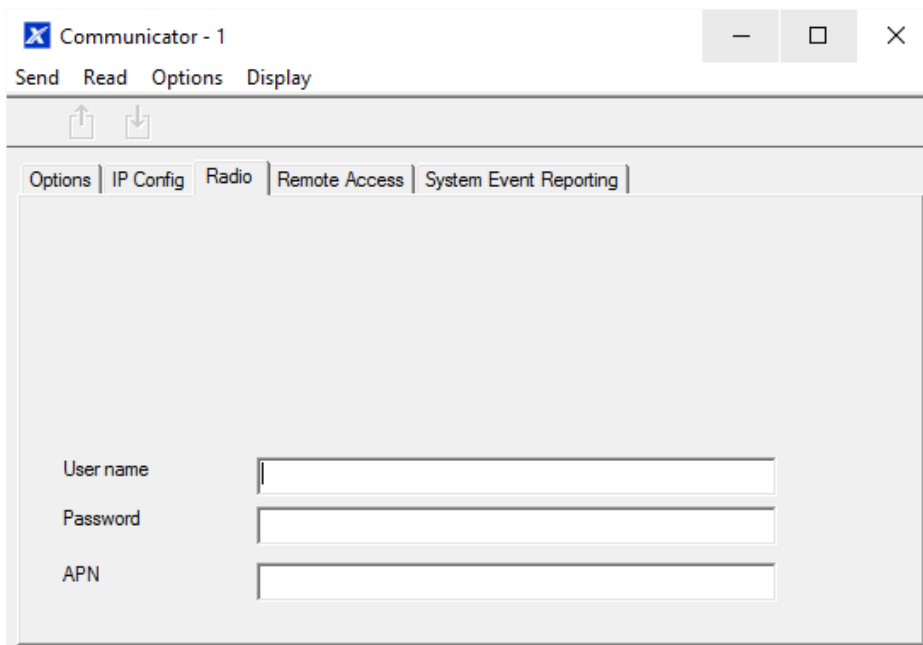 Communicator - 1
Send Read Options Display
Options IP Config Radio Remote Access System Event Reporting
User name
Password
APN